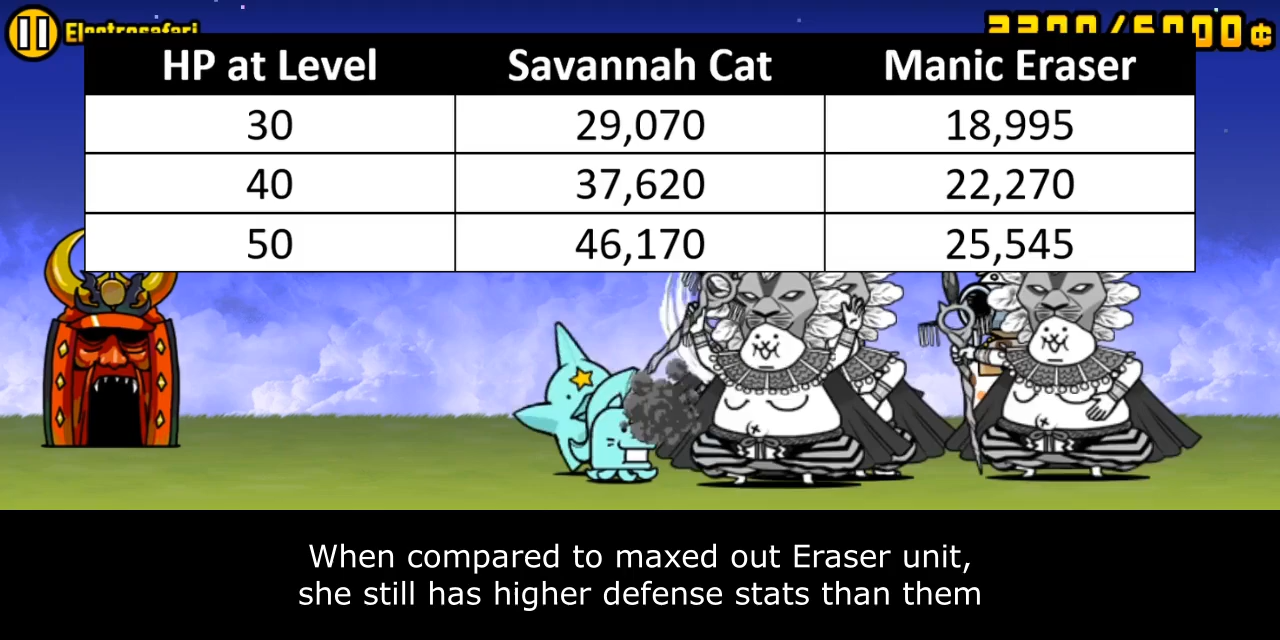 Electrosafari
HP at Level Savannah Cat Manic Eraser
30 29,070 18,995
40 37,620 22,270
50 46,170 25,545
When compared to maxed out Eraser unit,
she still has higher defense stats than them